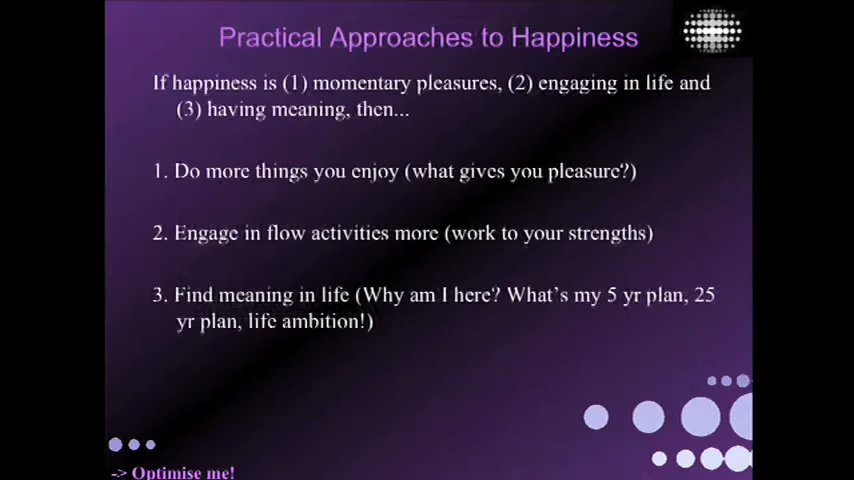 Practical Approaches to Happiness
If happiness is (1) momentary pleasures, (2) engaging in life and
(3) having meaning, then...
1. Do more things you enjoy (what gives you pleasure?)
2. Engage in flow activities more (work to your strengths)
3. Find meaning in life (Why am I here? What's my 5 yr plan, 25
yr plan, life ambition!)
-> Optimise me!